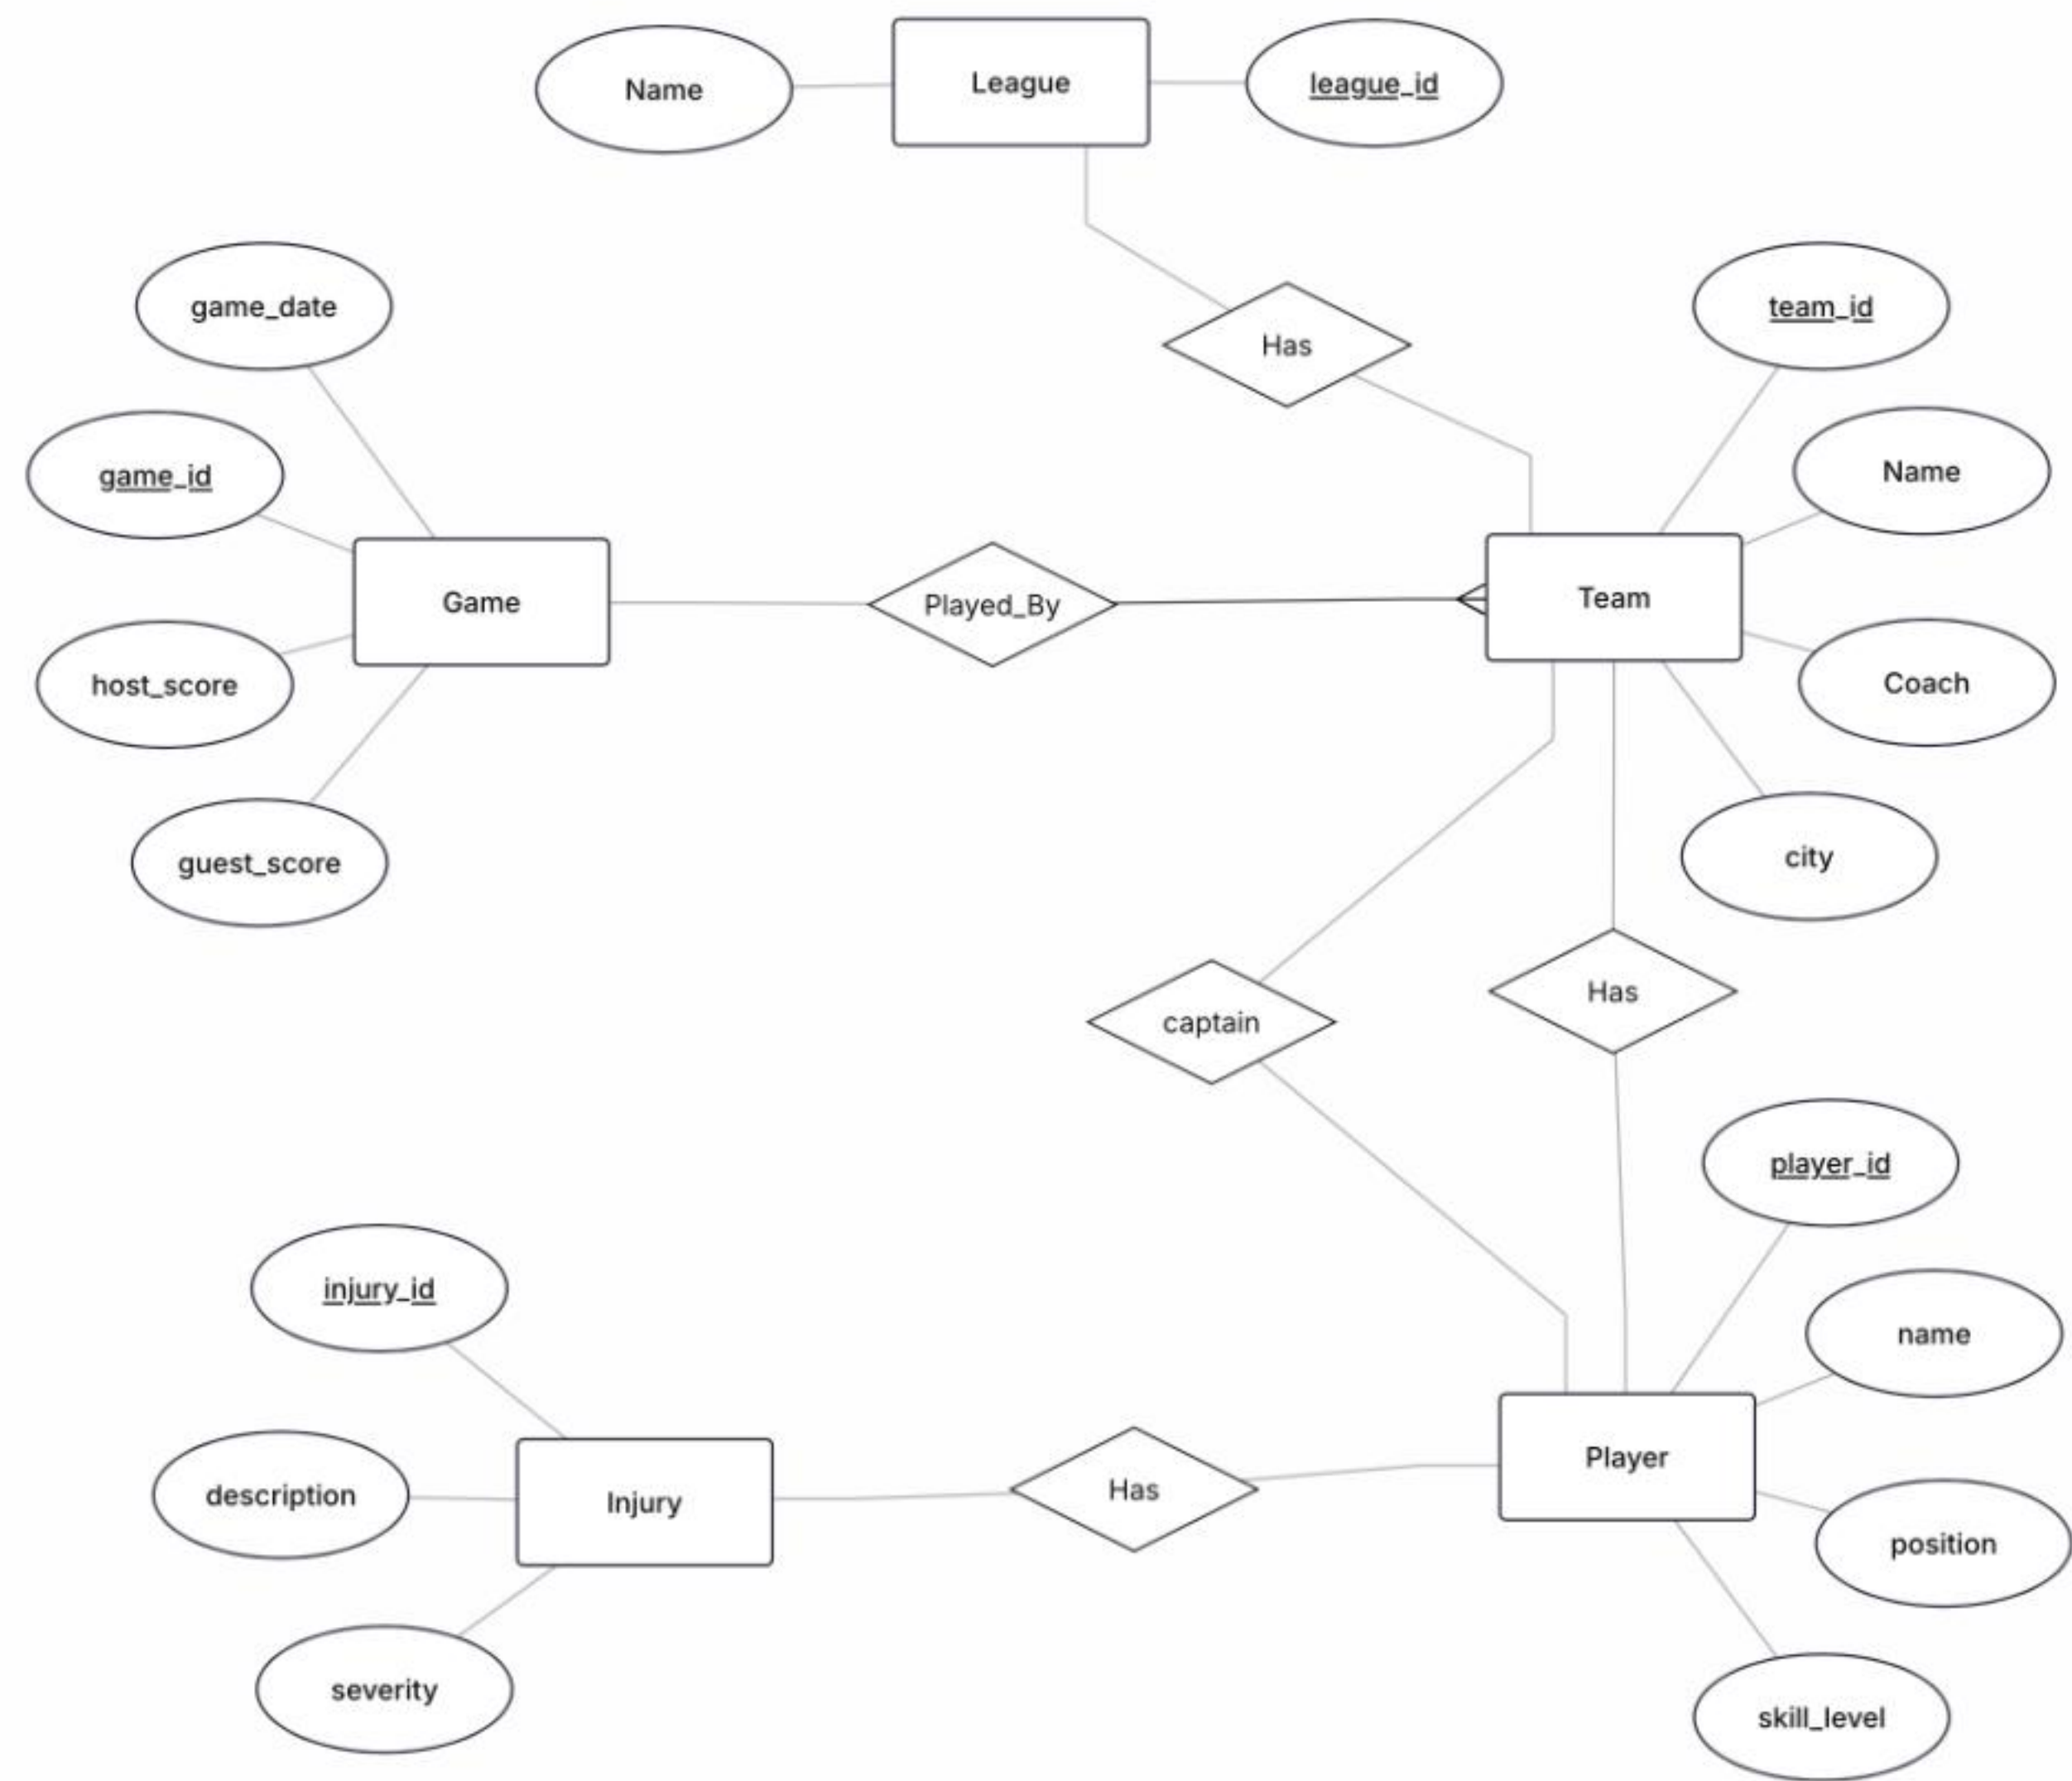 Name
League
league_id
Has
game_date
team_id
game_id
Name
Game
Played_By
Team
host_score
Coach
guest_score
city
captain
Has
player_id
injury_id
name
description
Injury
Has
Player
position
severity
skill_level